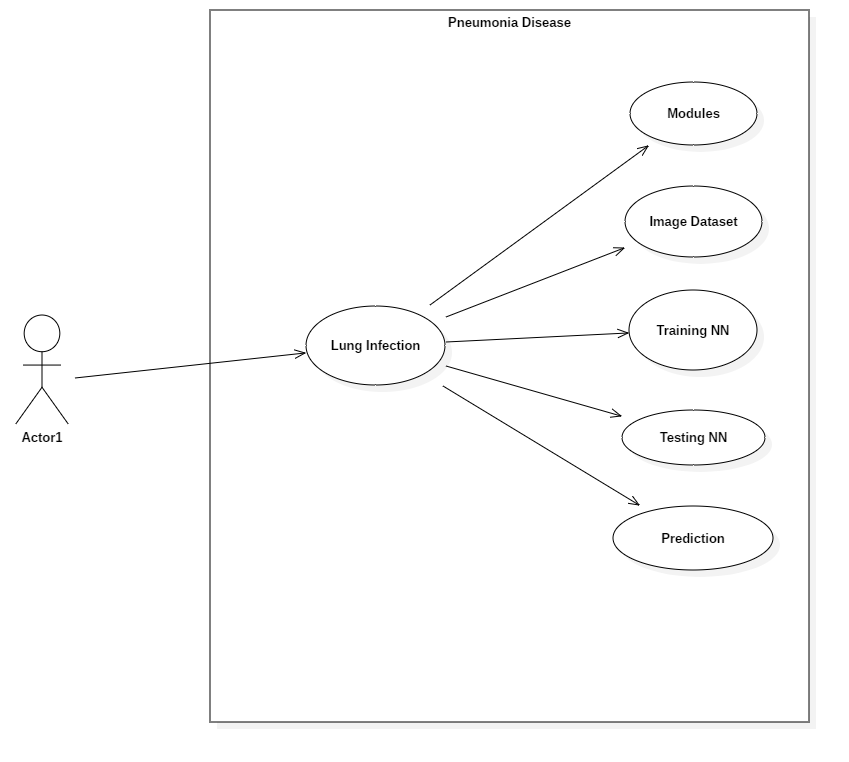 Pneumonia Disease
Modules
Image Dataset
Training NN
Lung Infection
Testing NN
Actor1
Prediction